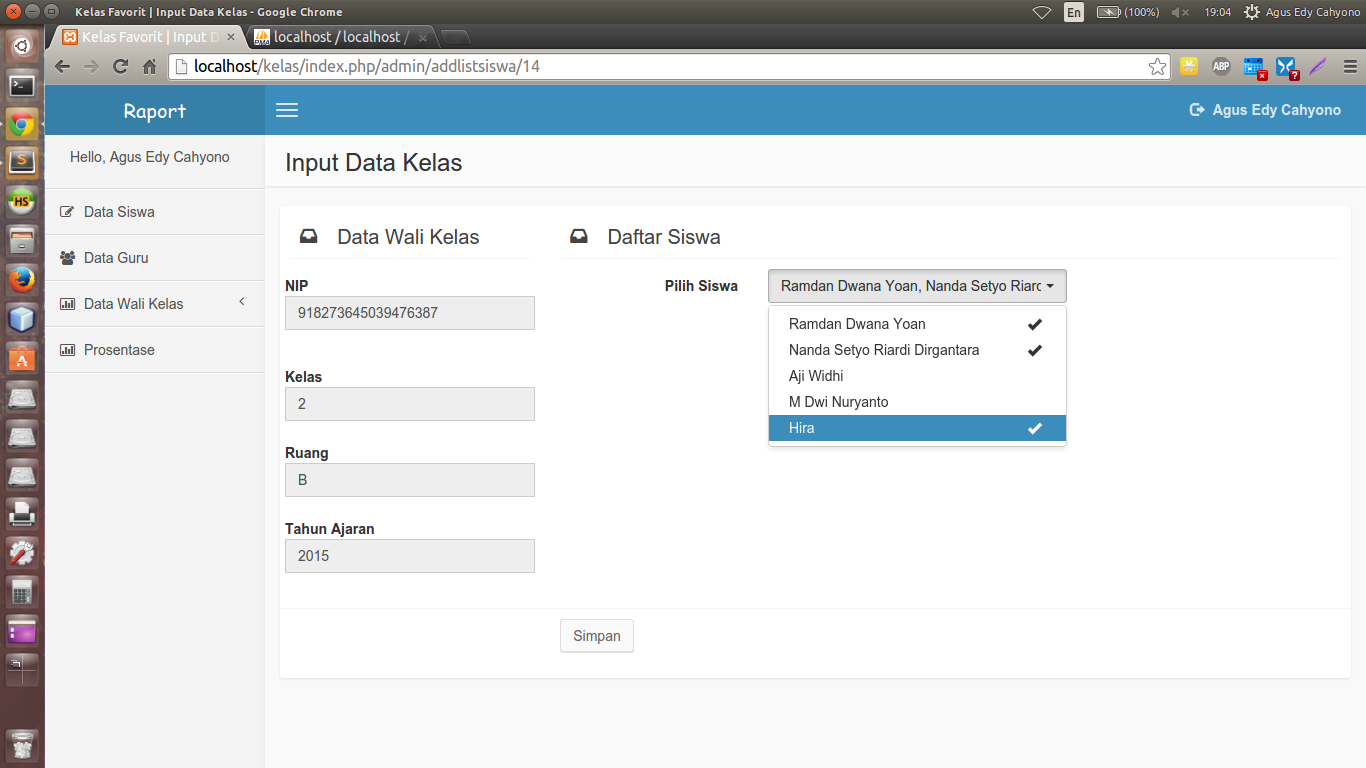 Kelas Favorit | Input Data Kelas - Google Chrome
En
(100%)
19:04
Agus Edy Cahyono
Kelas Favorit | Input D
localhost / localhost /
localhost/kelas/index.php/admin/addlistsiswa/14
ABP
Raport
Agus Edy Cahyono
Hello, Agus Edy Cahyono
Data Siswa
Data Guru
Data Wali Kelas
Prosentase
Input Data Kelas
Data Wali Kelas
NIP
918273645039476387
Kelas
2
Ruang
B
Tahun Ajaran
2015
Daftar Siswa
Pilih Siswa
Ramdan Dwana Yoan, Nanda Setyo Riard
Ramdan Dwana Yoan
Nanda Setyo Riardi Dirgantara
Aji Widhi
M Dwi Nuryanto
Hira
Simpan